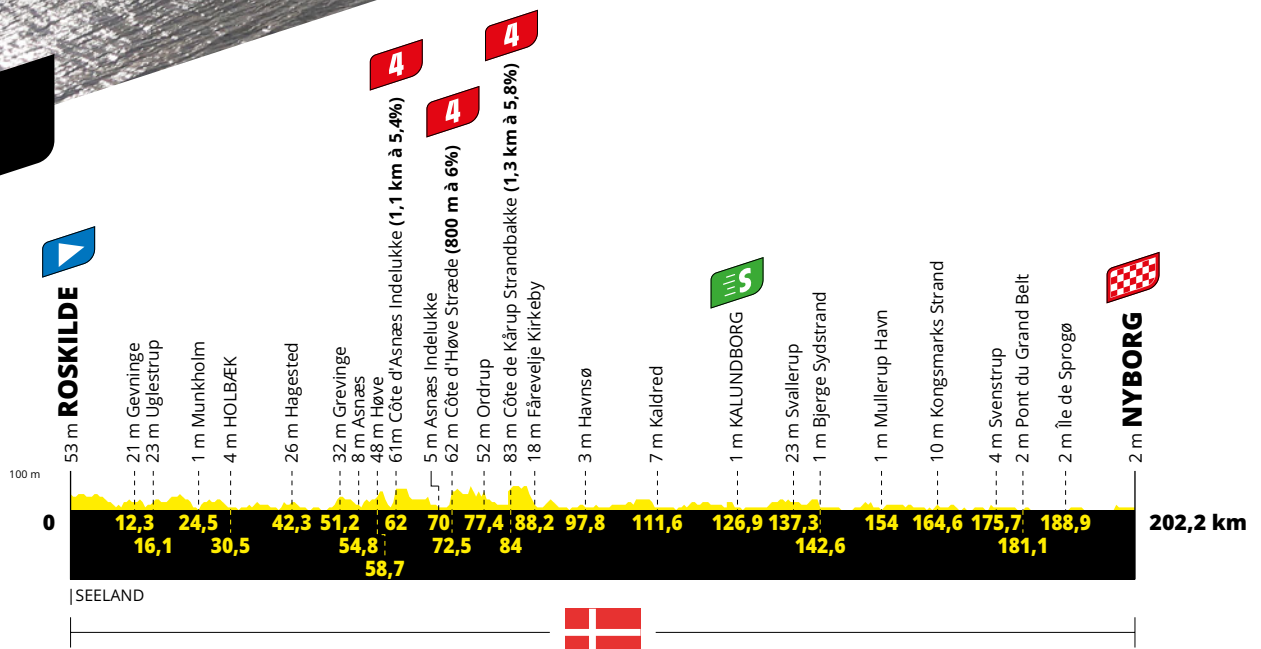 4
4
4
S
53 m ROSKILDE
21 m Gevninge
23 m Uglestrup
1 m Munkholm
4 m HOLBÆK
26 m Hagested
32 m Grevinge
8 m Asnæs
48 m Høve
61m Côte d'Asnæs Indelukke (1,1 km à 5,4%)
5 m Asnæs Indelukke
62 m Côte d'Høve Stræde (800 m à 6%)
52 m Ordrup
83 m Côte de Kårup Strandbakke (1,3 km à 5,8%)
18 m Fårevelje Kirkeby
3 m Havnsø
7 m Kaldred
1 m KALUNDBORG
23 m Svallerup
1 m Bjerge Sydstrand
1 m Mullerup Havn
10 m Kongsmarks Strand
4 m Svenstrup
2 m Pont du Grand Belt
2 m Île de Sprogø
2 m NYBORG
100 m
0 12,3 24,5 42,3 51,2 62 70 77,4 88,2 97,8 111,6 126,9 137,3 154 164,6 175,7 188,9 202,2 km
16,1 30,5 54,8 72,5 84 142,6 181,1
58,7
SEELAND